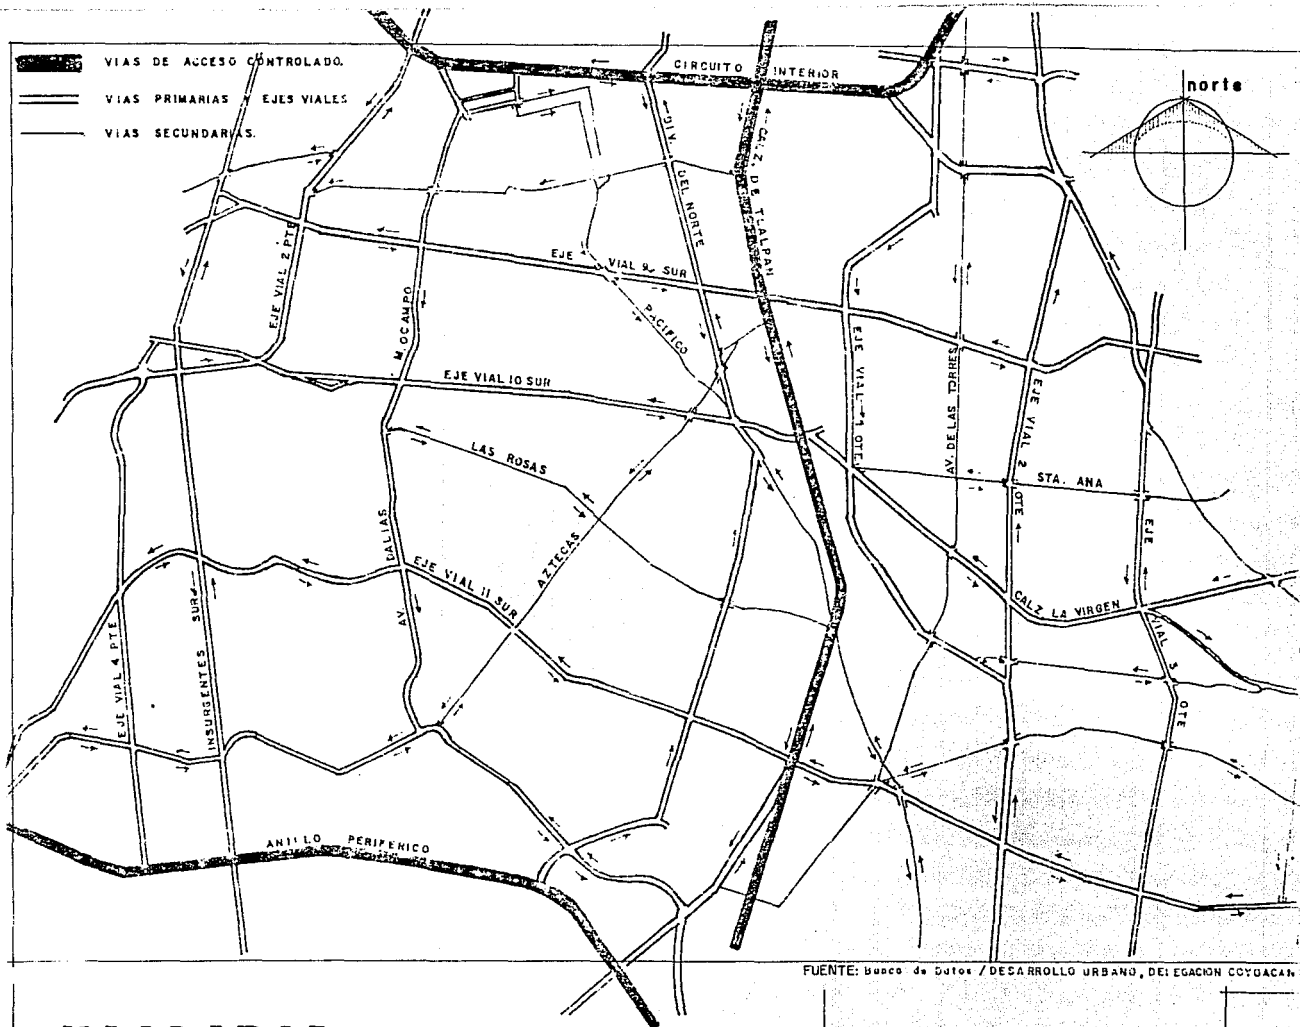 VIAS DE ACCESO CONTROLADO.
VIAS PRIMARIAS Y EJES VIALES
VIAS SECUNDARIAS.
CIRCUITO INTERIOR
norte
DIV. DEL NORTE
CALZ. DE TLALPAN
EJE VIAL 2 PTE
M. OCAMPO
EJE VIAL 9 SUR
PACIFICO
EJE VIAL 1 OTE.
AV. DE LAS TORRES
EJE VIAL 2 OTE
EJE VIAL 10 SUR
LAS ROSAS
STA. ANA
AZTECAS
AV. DALIAS
EJE VIAL 11 SUR
CALZ LA VIRGEN
EJE VIAL 3 OTE
EJE VIAL 4 PTE
INSURGENTES SUR
ANILLO PERIFERICO
FUENTE: Banco de Datos / DESARROLLO URBANO, DELEGACION COYOACAN.